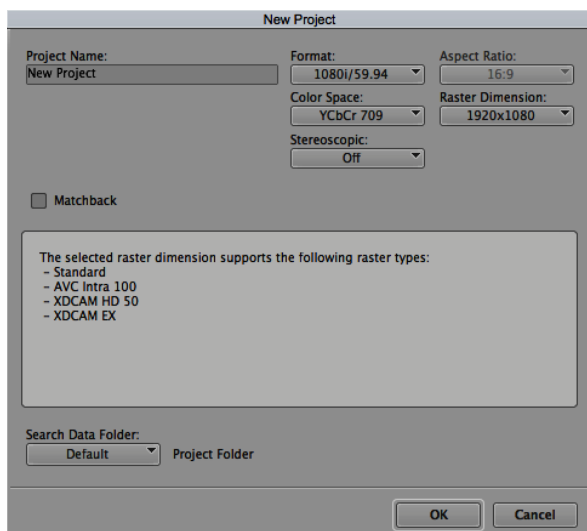 New Project
Project Name:
New Project
Format:
1080i/59.94
Aspect Ratio:
16:9
Color Space:
YCbCr 709
Raster Dimension:
1920x1080
Stereoscopic:
Off
Matchback
The selected raster dimension supports the following raster types:
- Standard
- AVC Intra 100
- XDCAM HD 50
- XDCAM EX
Search Data Folder:
Default
Project Folder
OK
Cancel